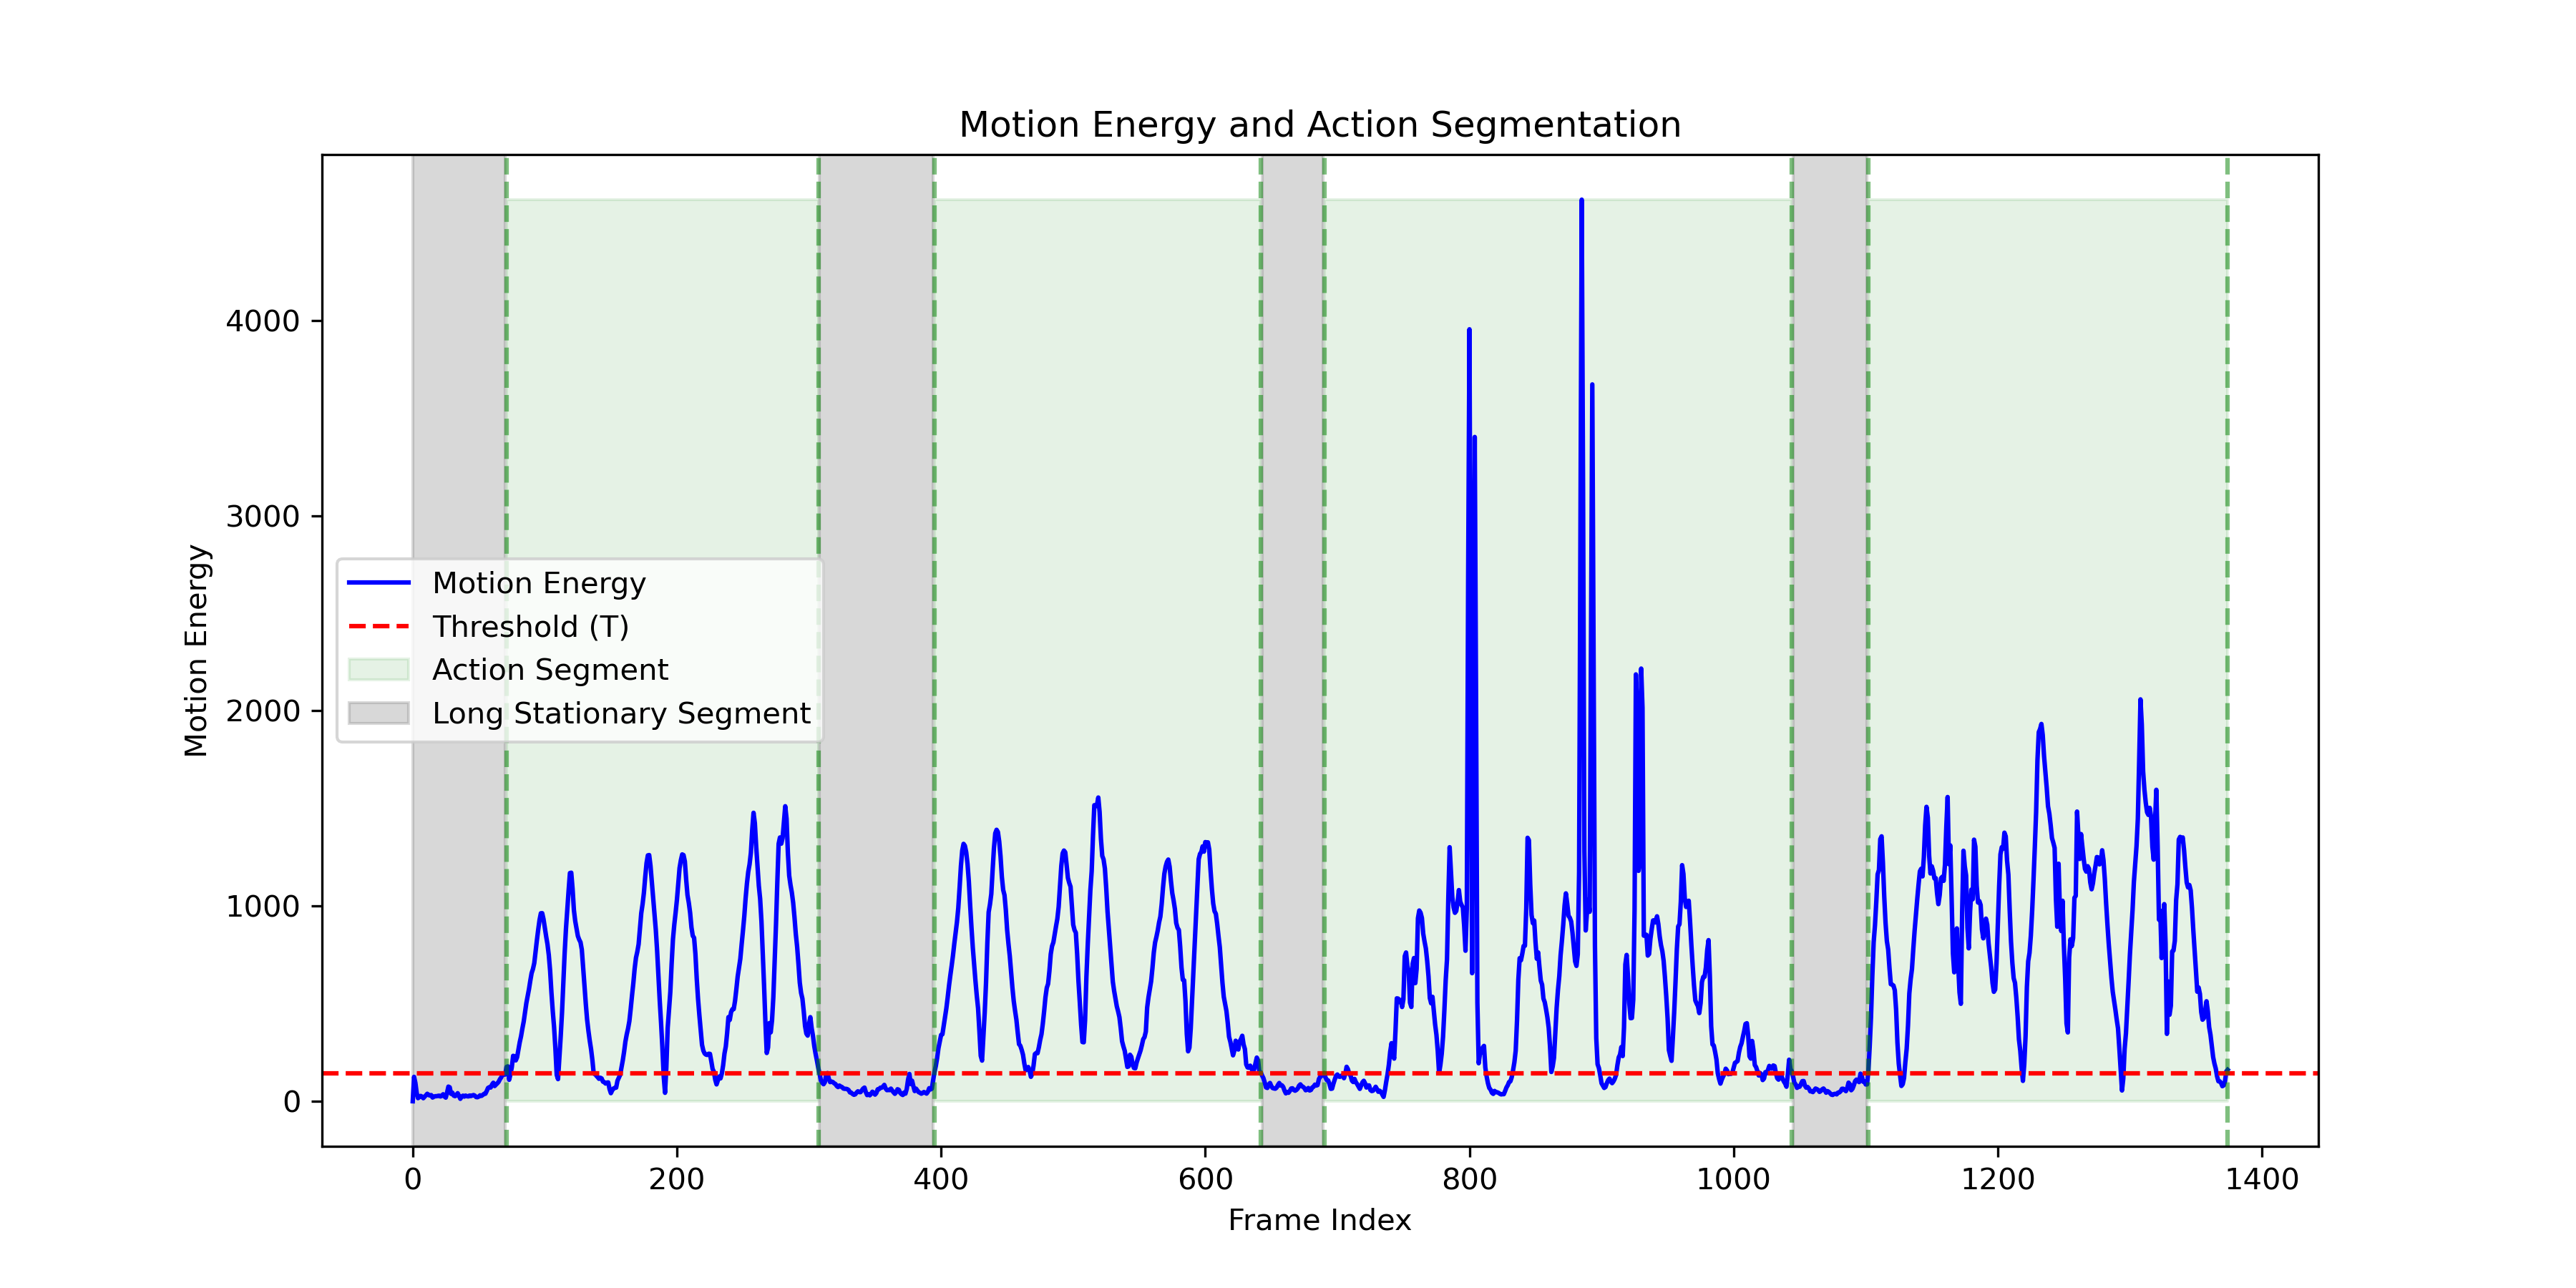 Motion Energy and Action Segmentation
4000
3000
2000
1000
0
Motion Energy
Motion Energy
Threshold (T)
Action Segment
Long Stationary Segment
0 200 400 600 800 1000 1200 1400
Frame Index